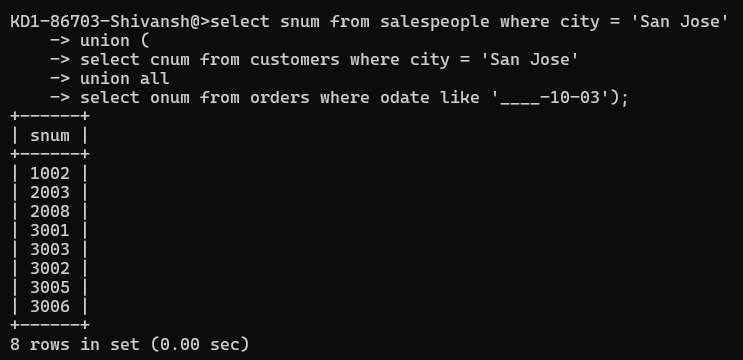 KD1-86703-Shivansh@>select snum from salespeople where city = 'San Jose'
    -> union (
    -> select cnum from customers where city = 'San Jose'
    -> union all
    -> select onum from orders where odate like '____-10-03');
+------+
| snum |
+------+
| 1002 |
| 2003 |
| 2008 |
| 3001 |
| 3003 |
| 3002 |
| 3005 |
| 3006 |
+------+
8 rows in set (0.00 sec)